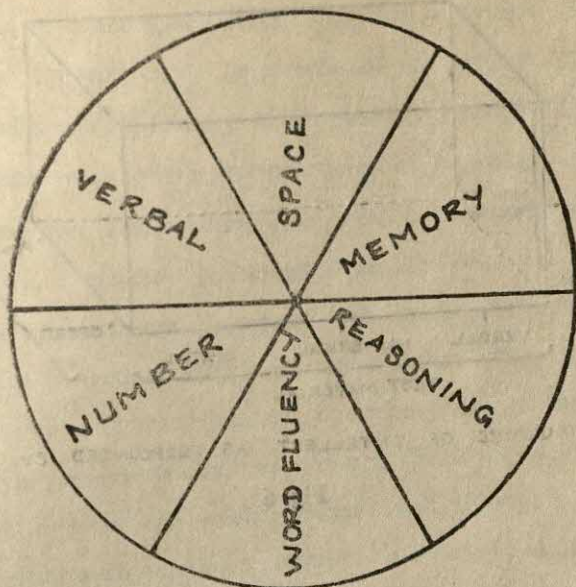 SPACE
VERBAL
MEMORY
NUMBER
REASONING
WORD FLUENCY